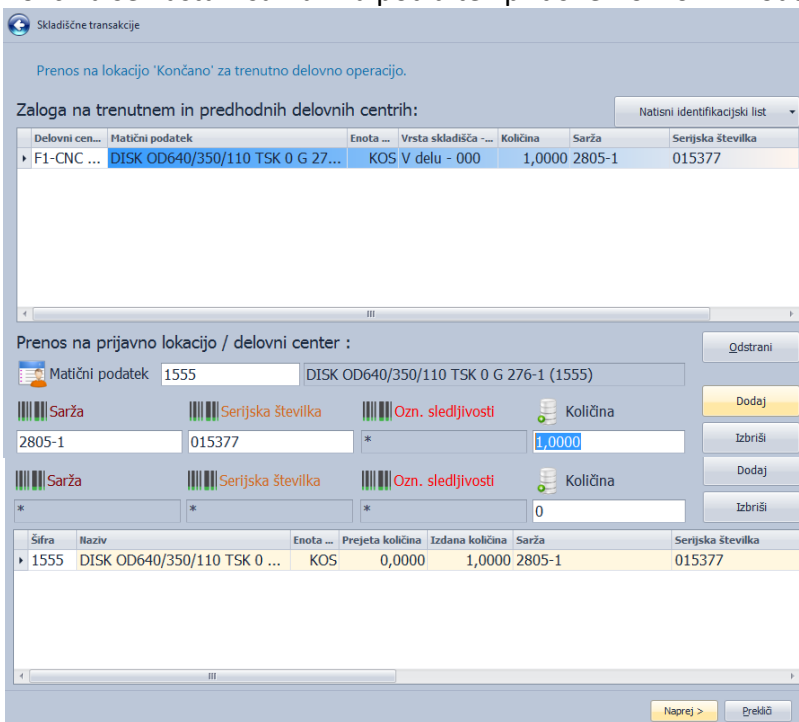 Skladiščne transakcije
Prenos na lokacijo 'Končano' za trenutno delovno operacijo.
Zaloga na trenutnem in predhodnih delovnih centrih:
Natisni identifikacijski list
Delovni cen... Matični podatek Enota ... Vrsta skladišča -... Količina Sarža Serijska številka
F1-CNC ... DISK OD640/350/110 TSK 0 G 27... KOS V delu - 000 1,0000 2805-1 015377
Prenos na prijavno lokacijo / delovni center :
Odstrani
Matični podatek 1555 DISK OD640/350/110 TSK 0 G 276-1 (1555)
Sarža Serijska številka Ozn. sledljivosti Količina Dodaj
2805-1 015377 * 1,0000 Izbriši
Sarža Serijska številka Ozn. sledljivosti Količina Dodaj
* * * 0 Izbriši
Šifra Naziv Enota ... Prejeta količina Izdana količina Sarža Serijska številka
1555 DISK OD640/350/110 TSK 0 ... KOS 0,0000 1,0000 2805-1 015377
Naprej > Prekliči